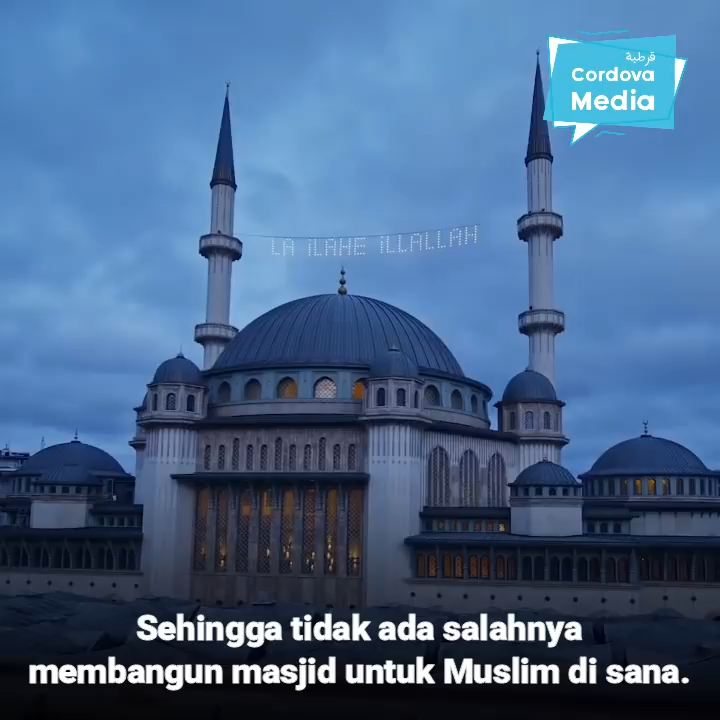 قرطبة
Cordova
Media
LA iLAHE iLLALLAH
Sehingga tidak ada salahnya
membangun masjid untuk Muslim di sana.